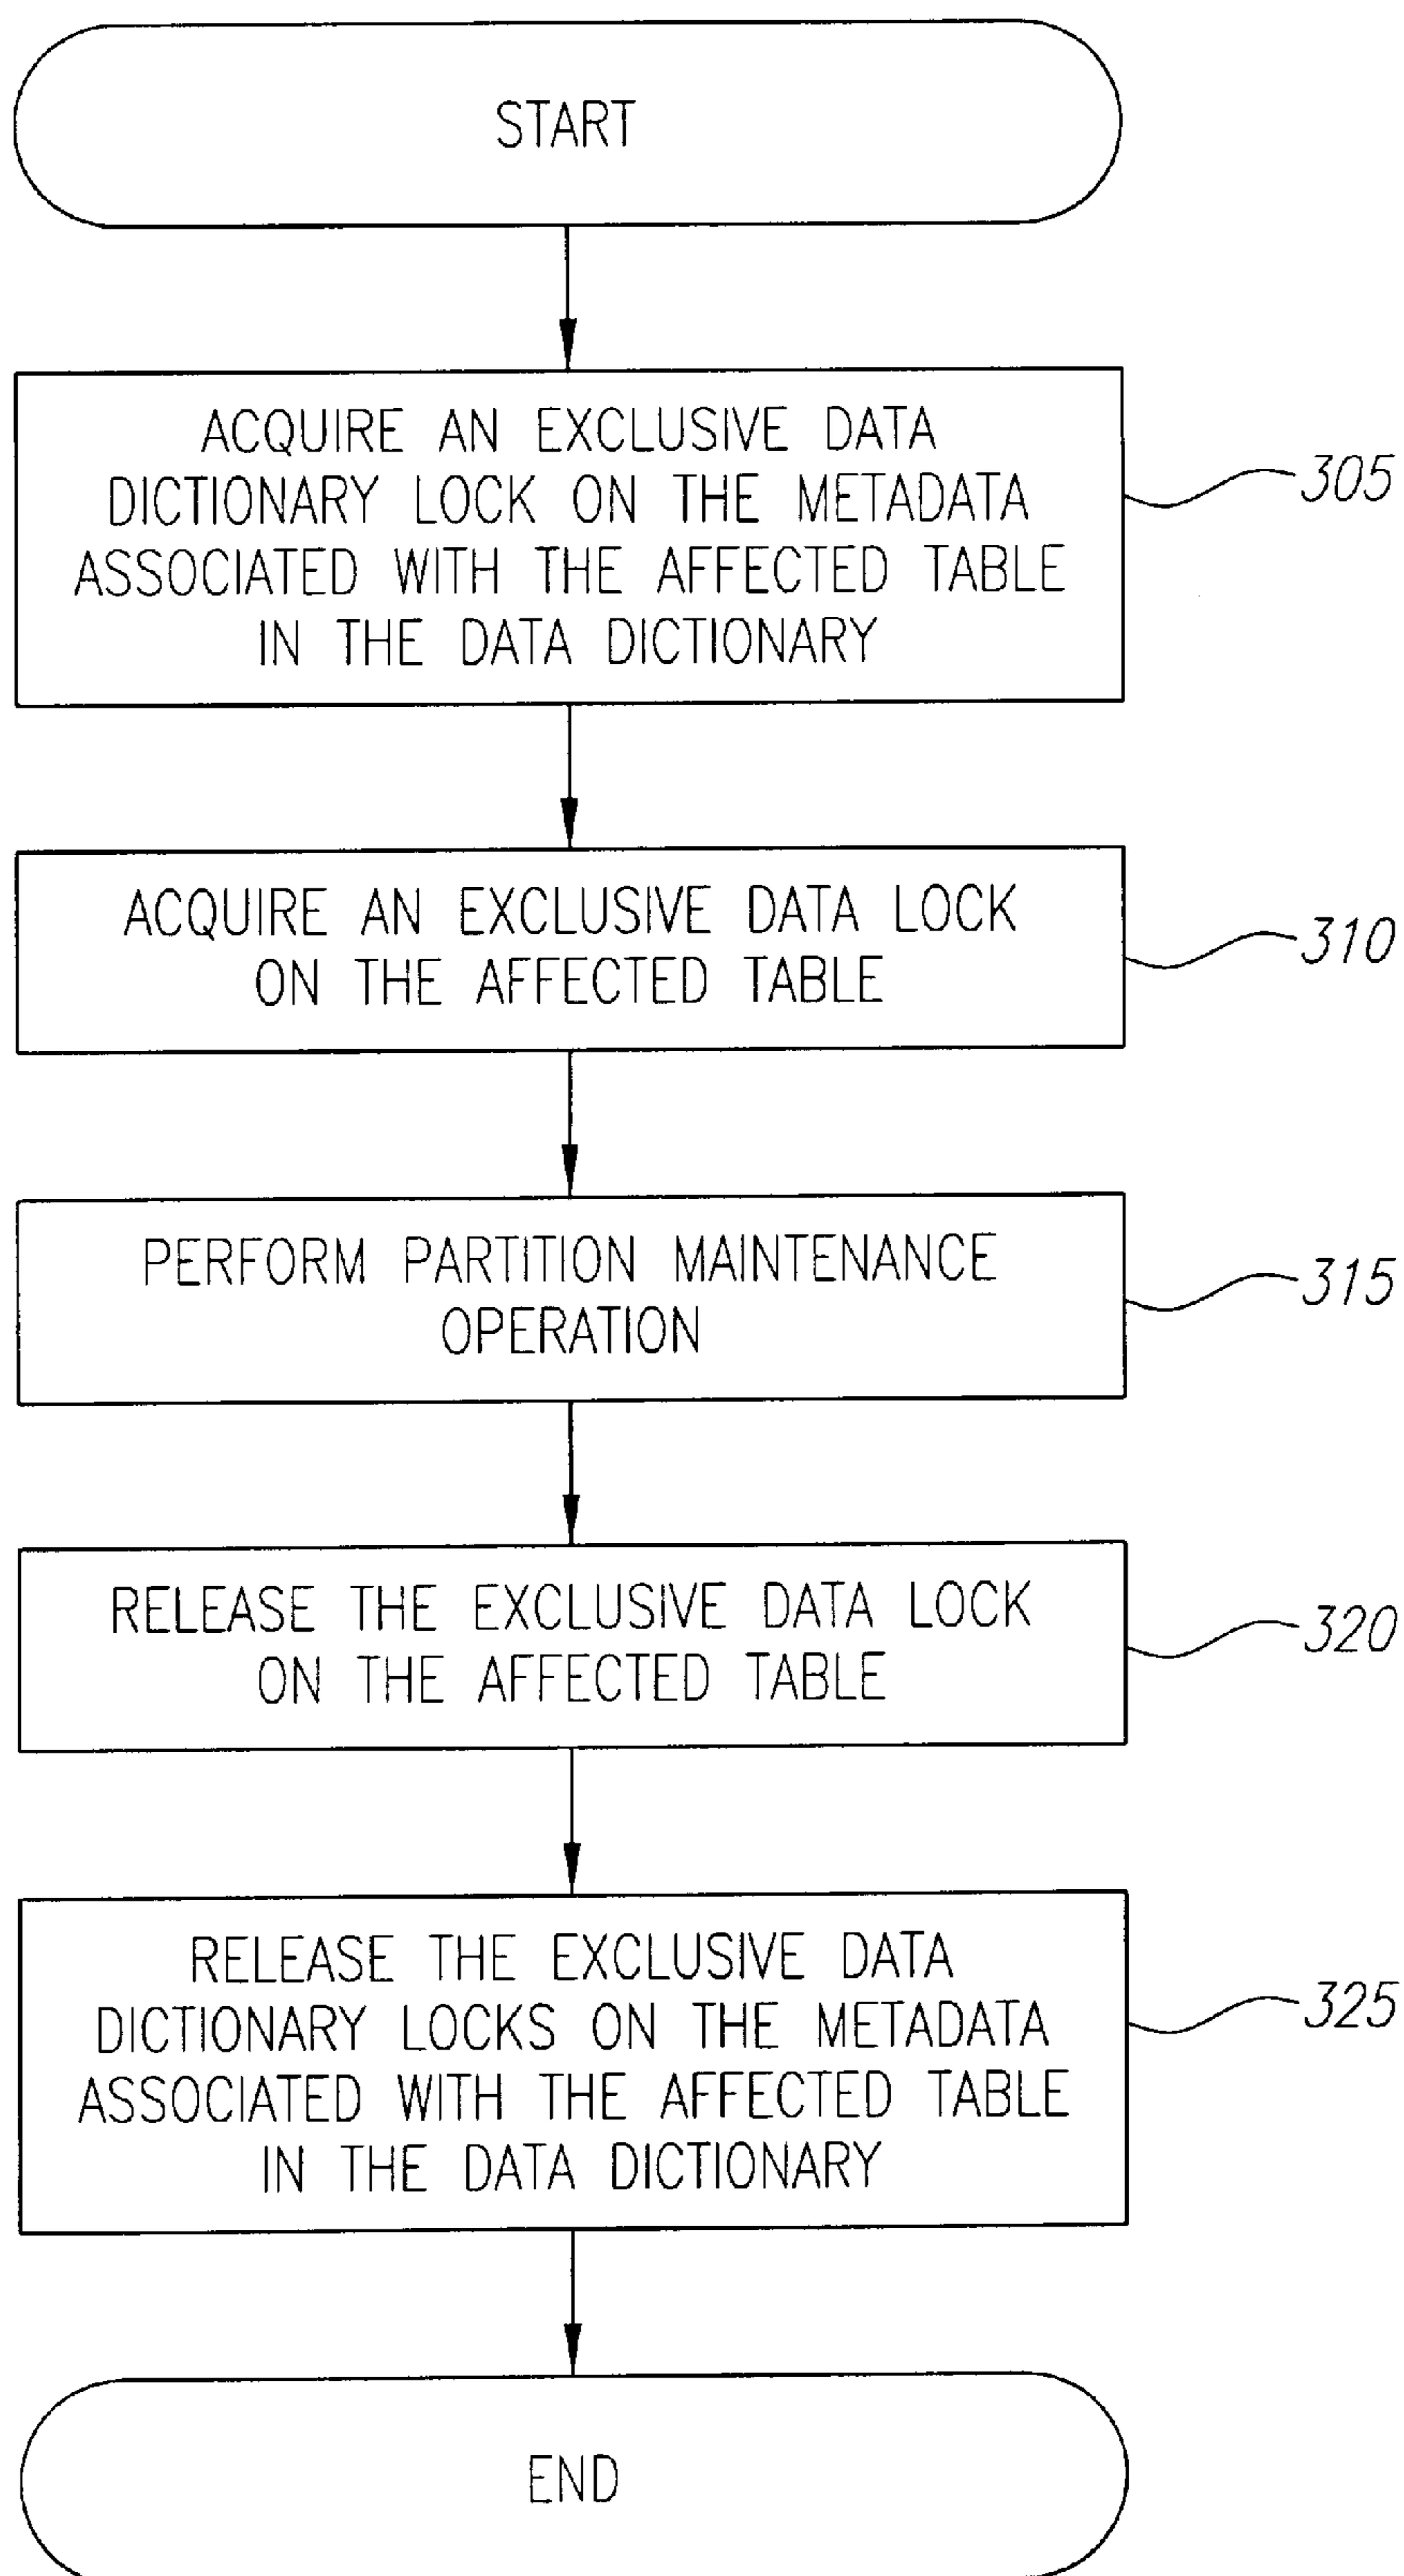 START
ACQUIRE AN EXCLUSIVE DATA
DICTIONARY LOCK ON THE METADATA
ASSOCIATED WITH THE AFFECTED TABLE
IN THE DATA DICTIONARY
305
ACQUIRE AN EXCLUSIVE DATA LOCK
ON THE AFFECTED TABLE
310
PERFORM PARTITION MAINTENANCE
OPERATION
315
RELEASE THE EXCLUSIVE DATA LOCK
ON THE AFFECTED TABLE
320
RELEASE THE EXCLUSIVE DATA
DICTIONARY LOCKS ON THE METADATA
ASSOCIATED WITH THE AFFECTED TABLE
IN THE DATA DICTIONARY
325
END